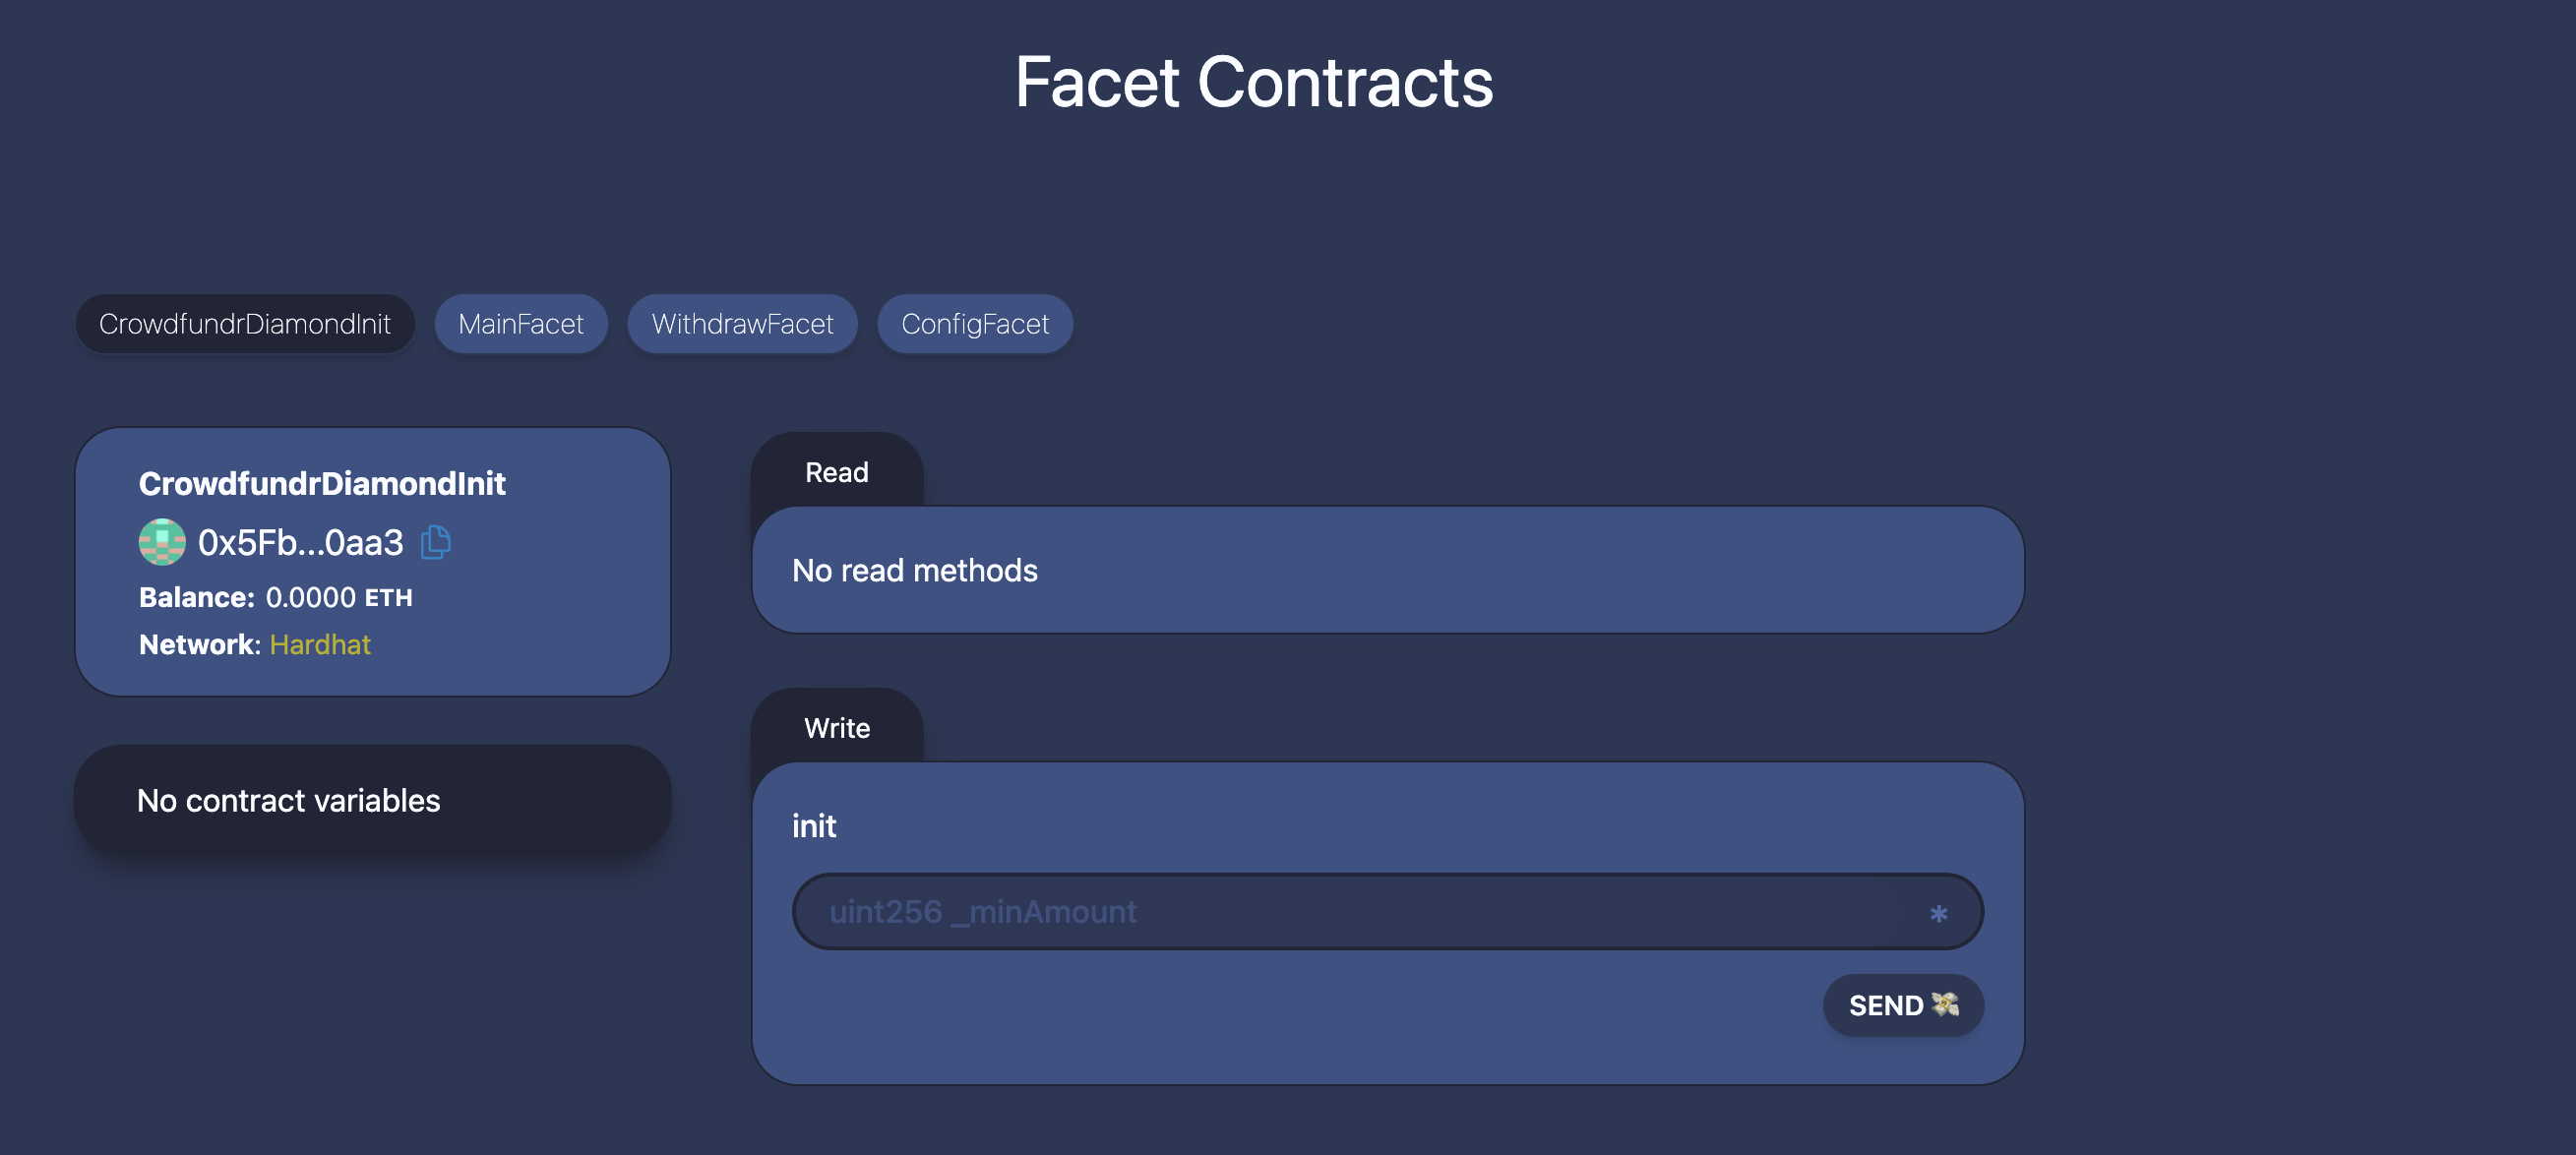 Facet Contracts
CrowdfundrDiamondInit MainFacet WithdrawFacet ConfigFacet
CrowdfundrDiamondInit
0x5Fb...0aa3
Balance: 0.0000 ETH
Network: Hardhat
No contract variables
Read
No read methods
Write
init
uint256 _minAmount *
SEND 💸